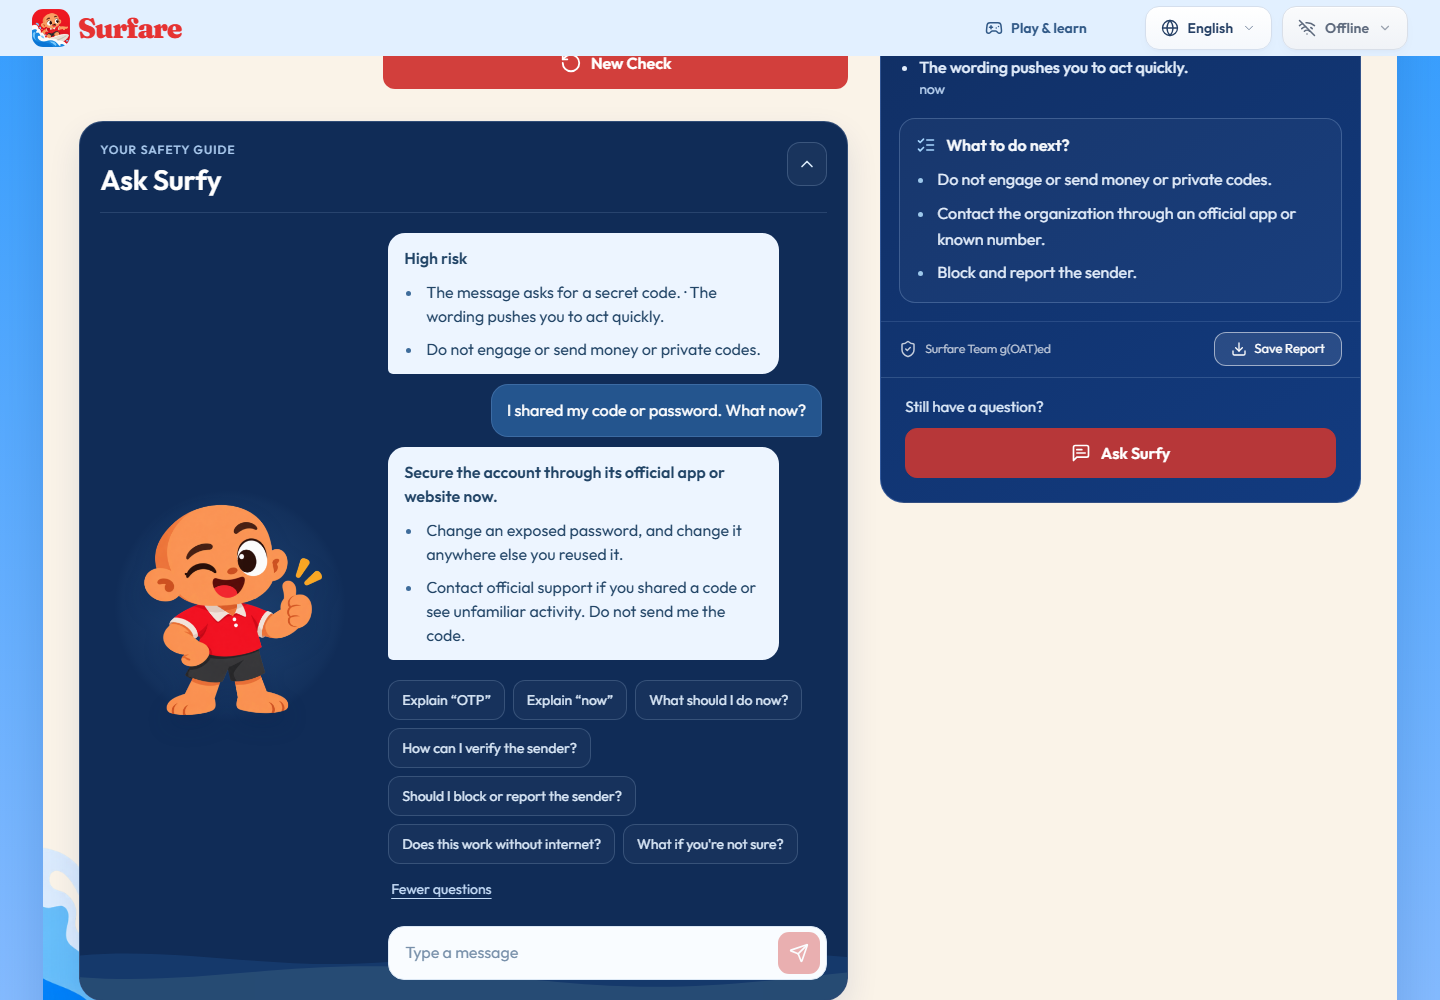 Surfare
Play & learn
English
Offline
New Check
YOUR SAFETY GUIDE
Ask Surfy
High risk
The message asks for a secret code. · The
wording pushes you to act quickly.
Do not engage or send money or private codes.
I shared my code or password. What now?
Secure the account through its official app or
website now.
Change an exposed password, and change it
anywhere else you reused it.
Contact official support if you shared a code or
see unfamiliar activity. Do not send me the
code.
Explain “OTP”
Explain “now”
What should I do now?
How can I verify the sender?
Should I block or report the sender?
Does this work without internet?
What if you're not sure?
Fewer questions
Type a message
The wording pushes you to act quickly.
now
What to do next?
Do not engage or send money or private codes.
Contact the organization through an official app or
known number.
Block and report the sender.
Surfare Team g(OAT)ed
Save Report
Still have a question?
Ask Surfy